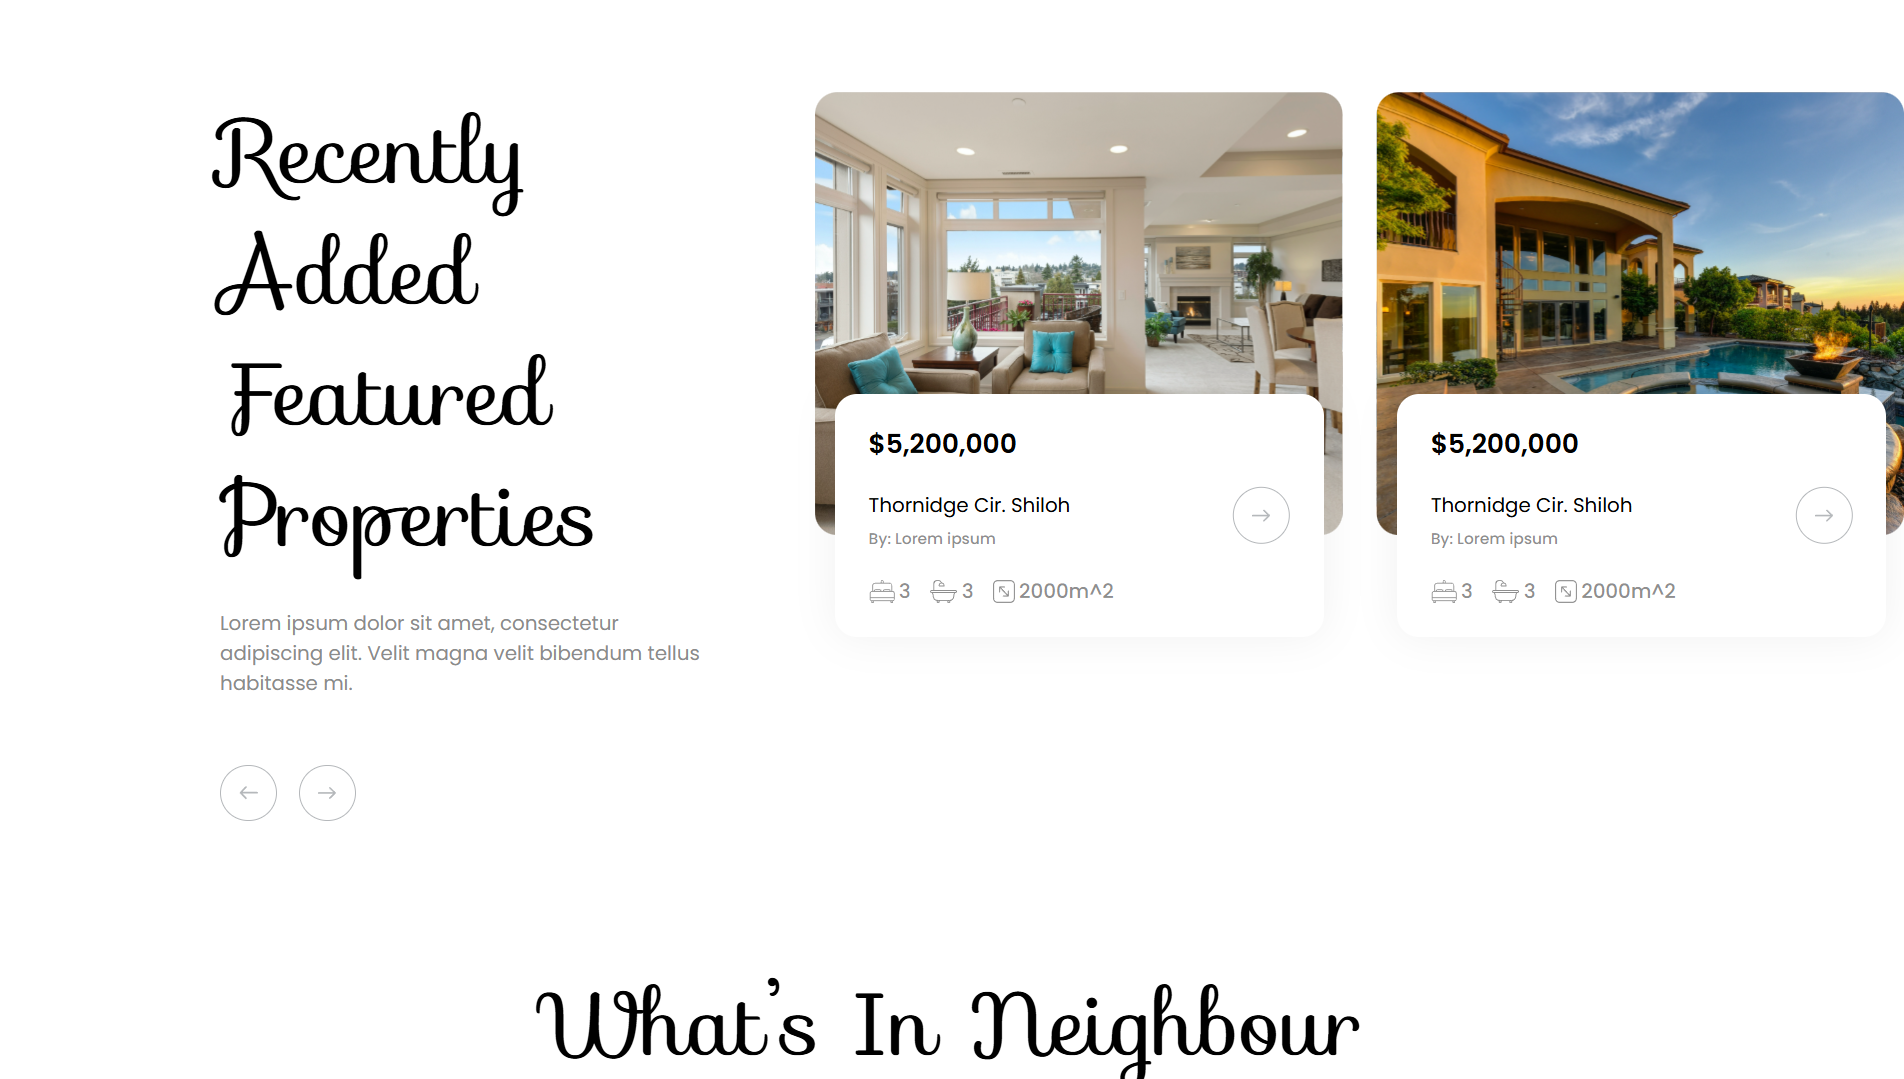 Recently
Added
Featured
Properties
Lorem ipsum dolor sit amet, consectetur
adipiscing elit. Velit magna velit bibendum tellus
habitasse mi.
$5,200,000
Thornidge Cir. Shiloh
By: Lorem ipsum
3 3 2000m^2
$5,200,000
Thornidge Cir. Shiloh
By: Lorem ipsum
3 3 2000m^2
What's In Neighbour